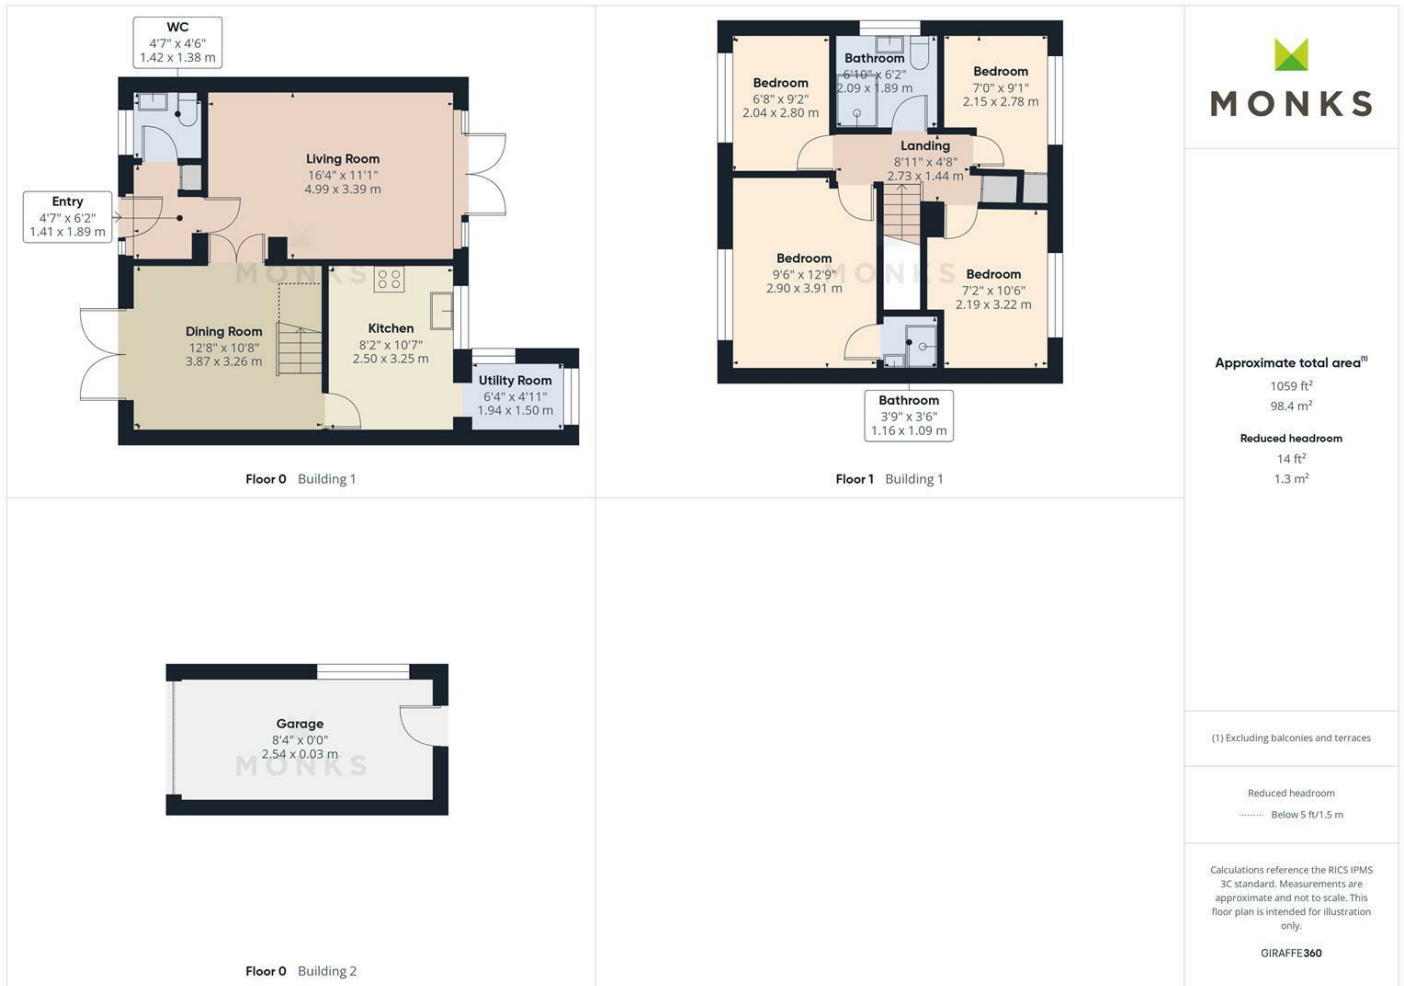 WC
4'7" x 4'6"
1.42 x 1.38 m
Living Room
16'4" x 11'1"
4.99 x 3.39 m
Entry
4'7" x 6'2"
1.41 x 1.89 m
MONKS
Dining Room
12'8" x 10'8"
3.87 x 3.26 m
Kitchen
8'2" x 10'7"
2.50 x 3.25 m
Utility Room
6'4" x 4'11"
1.94 x 1.50 m
Floor 0 Building 1
Bedroom
6'8" x 9'2"
2.04 x 2.80 m
Bathroom
6'10" x 6'2"
2.09 x 1.89 m
Bedroom
7'0" x 9'1"
2.15 x 2.78 m
Landing
8'11" x 4'8"
2.73 x 1.44 m
Bedroom
9'6" x 12'9"
2.90 x 3.91 m
MONKS
Bedroom
7'2" x 10'6"
2.19 x 3.22 m
Bathroom
3'9" x 3'6"
1.16 x 1.09 m
Floor 1 Building 1
Garage
8'4" x 0'0"
2.54 x 0.03 m
MONKS
Floor 0 Building 2
MONKS
Approximate total area⁽¹⁾
1059 ft²
98.4 m²
Reduced headroom
14 ft²
1.3 m²
(1) Excluding balconies and terraces
Reduced headroom
Below 5 ft/1.5 m
Calculations reference the RICS IPMS
3C standard. Measurements are
approximate and not to scale. This
floor plan is intended for illustration
only.
GIRAFFE360